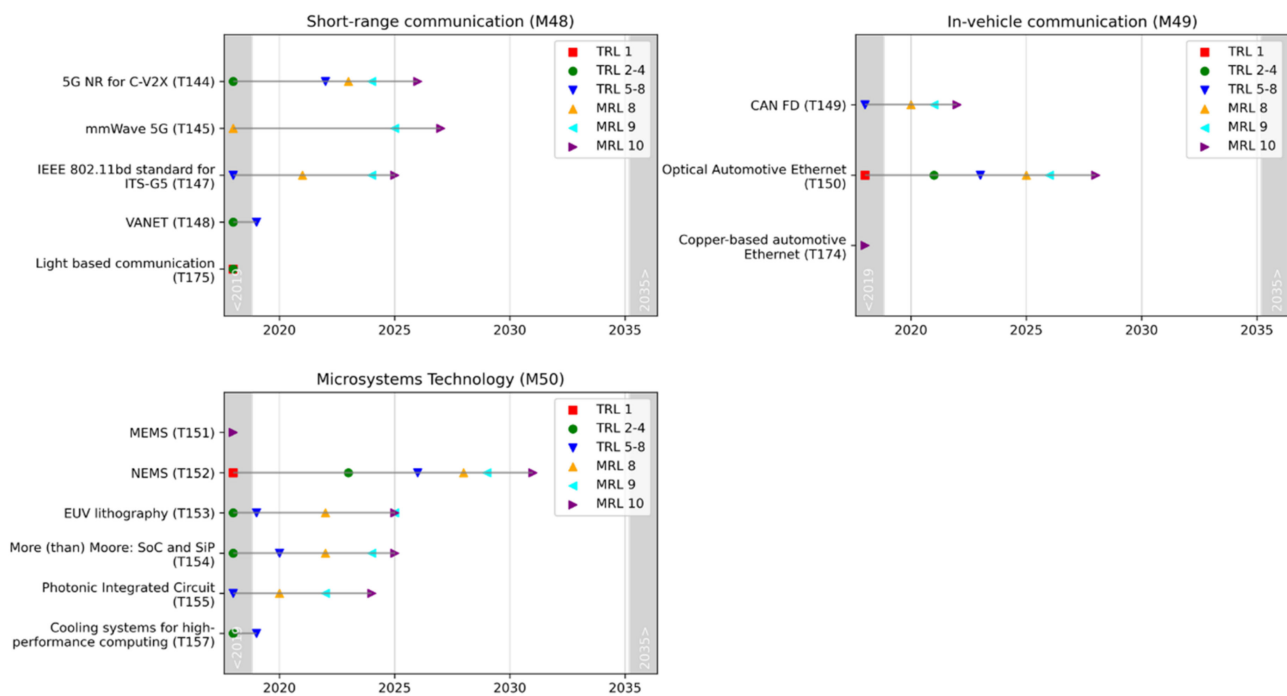 Short-range communication (M48)
5G NR for C-V2X (T144)
mmWave 5G (T145)
IEEE 802.11bd standard for
ITS-G5 (T147)
VANET (T148)
Light based communication
(T175)
TRL 1
TRL 2-4
TRL 5-8
MRL 8
MRL 9
MRL 10
<2019
2035>
2020
2025
2030
2035
In-vehicle communication (M49)
CAN FD (T149)
Optical Automotive Ethernet
(T150)
Copper-based automotive
Ethernet (T174)
TRL 1
TRL 2-4
TRL 5-8
MRL 8
MRL 9
MRL 10
<2019
2035>
2020
2025
2030
2035
Microsystems Technology (M50)
MEMS (T151)
NEMS (T152)
EUV lithography (T153)
More (than) Moore: SoC and SiP
(T154)
Photonic Integrated Circuit
(T155)
Cooling systems for high-
performance computing (T157)
TRL 1
TRL 2-4
TRL 5-8
MRL 8
MRL 9
MRL 10
<2019
2035>
2020
2025
2030
2035